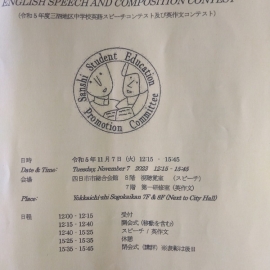 ENGLISH SPEECH AND COMPOSITION CONTEST
(令和5年度三泗地区中学校英語スピーチコンテスト及び英作文コンテスト)
Sanshi Student Education
Promotion Committee
日時 令和5年11月7日(火) 12:15 - 15:45
Date & Time: Tuesday, November 7 2023 12:15 - 15:45
会場 四日市市総合会館 8階 視聴覚室 (スピーチ)
7階 第一研修室 (英作文)
Place: Yokkaichi-shi Sogokaikan 7F & 8F (Next to City Hall)
日程 12:00 - 12:15 受付
12:15 - 12:40 開会式
12:40 - 15:25 スピーチ / 英作文
15:25 - 15:35 休憩
15:35 - 15:45 閉会式